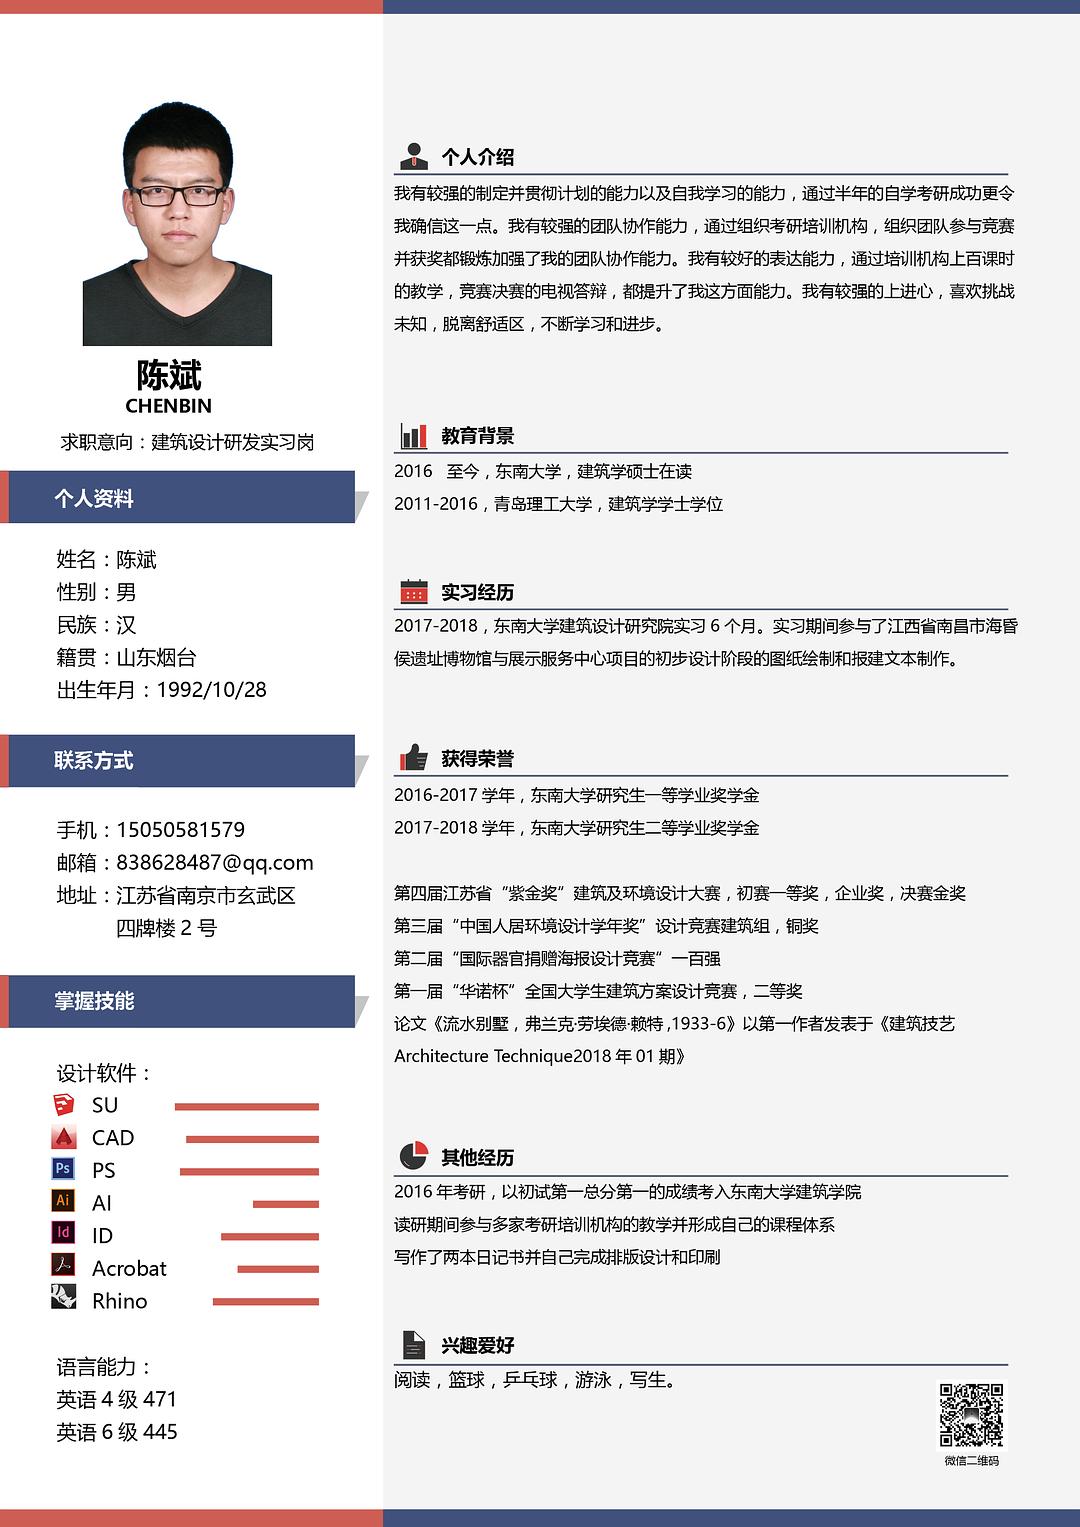 陈斌
CHENBIN
求职意向：建筑设计研发实习岗
个人资料
姓名：陈斌
性别：男
民族：汉
籍贯：山东烟台
出生年月：1992/10/28
联系方式
手机：15050581579
邮箱：838628487@qq.com
地址：江苏省南京市玄武区
四牌楼 2 号
掌握技能
设计软件：
SU
CAD
Ps PS
Ai AI
Id ID
Acrobat
Rhino
语言能力：
英语 4 级 471
英语 6 级 445
个人介绍
我有较强的制定并贯彻计划的能力以及自我学习的能力，通过半年的自学考研成功更令
我确信这一点。我有较强的团队协作能力，通过组织考研培训机构，组织团队参与竞赛
并获奖都锻炼加强了我的团队协作能力。我有较好的表达能力，通过培训机构上百课时
的教学，竞赛决赛的电视答辩，都提升了我这方面能力。我有较强的上进心，喜欢挑战
未知，脱离舒适区，不断学习和进步。
教育背景
2016 至今，东南大学，建筑学硕士在读
2011-2016，青岛理工大学，建筑学学士学位
实习经历
2017-2018，东南大学建筑设计研究院实习 6 个月。实习期间参与了江西省南昌市海昏
侯遗址博物馆与展示服务中心项目的初步设计阶段的图纸绘制和报建文本制作。
获得荣誉
2016-2017 学年，东南大学研究生一等学业奖学金
2017-2018 学年，东南大学研究生二等学业奖学金
第四届江苏省“紫金奖”建筑及环境设计大赛，初赛一等奖，企业奖，决赛金奖
第三届“中国人居环境设计学年奖”设计竞赛建筑组，铜奖
第二届“国际器官捐赠海报设计竞赛”一百强
第一届“华诺杯”全国大学生建筑方案设计竞赛，二等奖
论文《流水别墅，弗兰克·劳埃德·赖特 ,1933-6》以第一作者发表于《建筑技艺
Architecture Technique2018 年 01 期》
其他经历
2016 年考研，以初试第一总分第一的成绩考入东南大学建筑学院
读研期间参与多家考研培训机构的教学并形成自己的课程体系
写作了两本日记书并自己完成排版设计和印刷
兴趣爱好
阅读，篮球，乒乓球，游泳，写生。
微信二维码